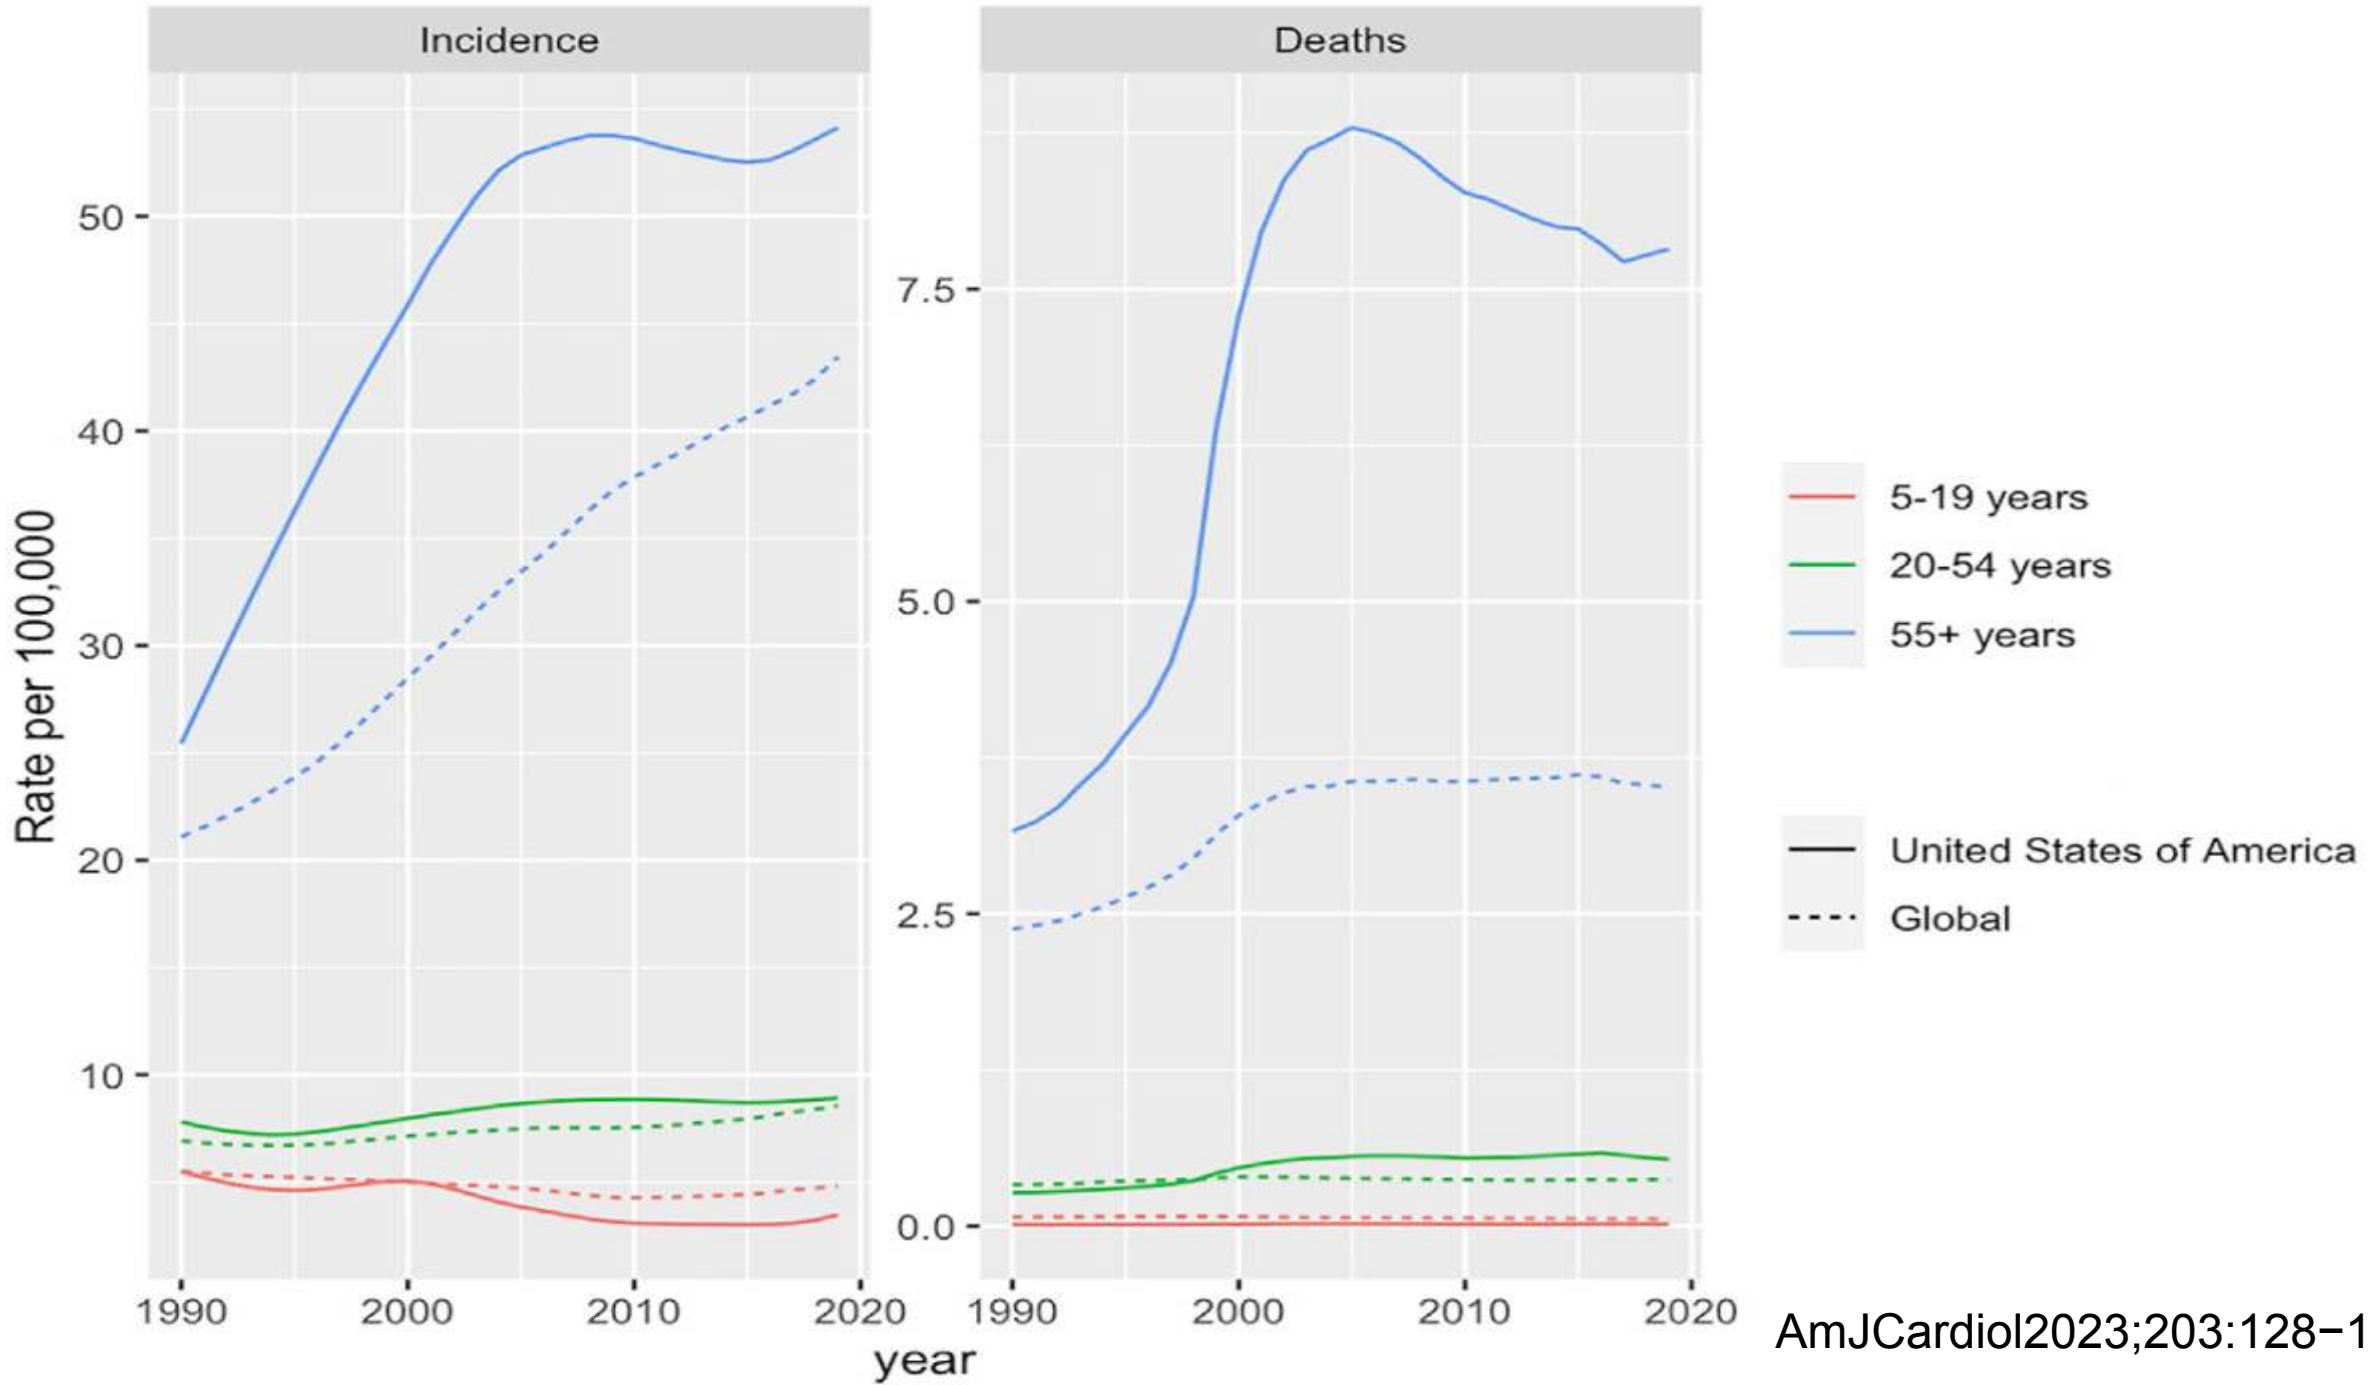 Incidence
Deaths
Rate per 100,000
50
40
30
20
10
7.5
5.0
2.5
0.0
1990 2000 2010 2020
1990 2000 2010 2020
year
5-19 years
20-54 years
55+ years
United States of America
Global
AmJCardiol2023;203:128−1